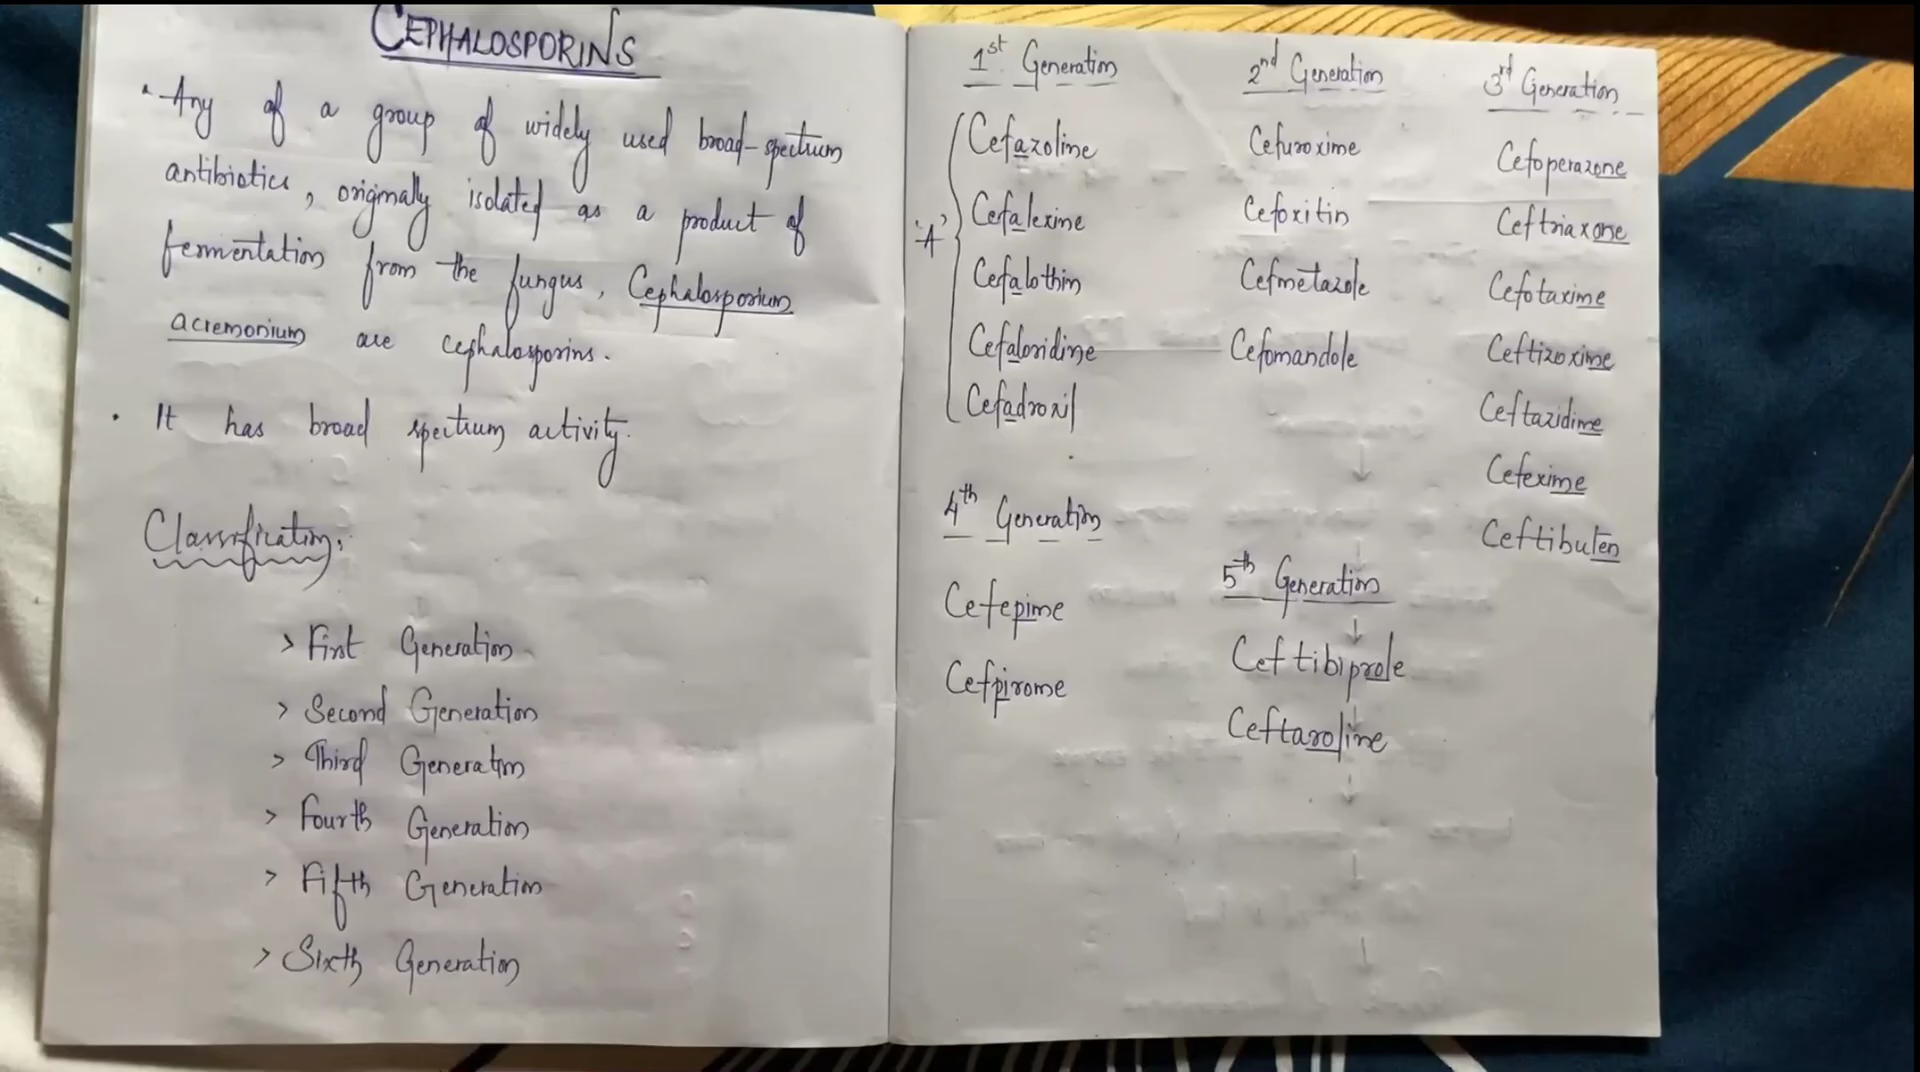 CEPHALOSPORINS
• Any of a group of widely used broad-spectrum
antibiotics, originally isolated as a product of
fermentation from the fungus, Cephalosporium
acremonium are cephalosporins.
• It has broad spectrum activity.
Classification:
> First Generation
> Second Generation
> Third Generation
> Fourth Generation
> Fifth Generation
> Sixth Generation
1st Generation
'A'
Cefazoline
Cefalexine
Cefalothin
Cefaloridine
Cefadroxil
2nd Generation
Cefuroxime
Cefoxitin
Cefmetazole
Cefomandole
3rd Generation
Cefoperazone
Ceftriaxone
Cefotaxime
Ceftizoxime
Ceftazidime
Cefexime
Ceftibuten
4th Generation
Cefepime
Cefpirome
5th Generation
Ceftibiprole
Ceftaroline